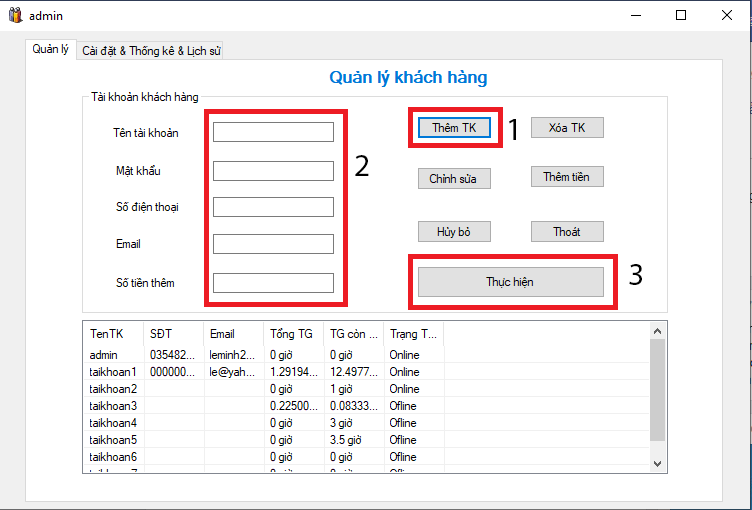 admin
Quản lý Cài đặt & Thống kê & Lịch sử
Quản lý khách hàng
Tài khoản khách hàng
Tên tài khoản Thêm TK 1 Xóa TK
Mật khẩu 2 Chỉnh sửa Thêm tiền
Số điện thoại
Email Hủy bỏ Thoát
Số tiền thêm Thực hiện 3
TenTK SĐT Email Tổng TG TG còn ... Trạng T...
admin 035482... leminh2... 0 giờ 0 giờ Online
taikhoan1 000000... le@yah... 1.29194... 12.4977... Online
taikhoan2 0 giờ 1 giờ Online
taikhoan3 0.22500... 0.08333... Ofline
taikhoan4 0 giờ 3 giờ Ofline
taikhoan5 0 giờ 3.5 giờ Ofline
taikhoan6 0 giờ 0 giờ Ofline